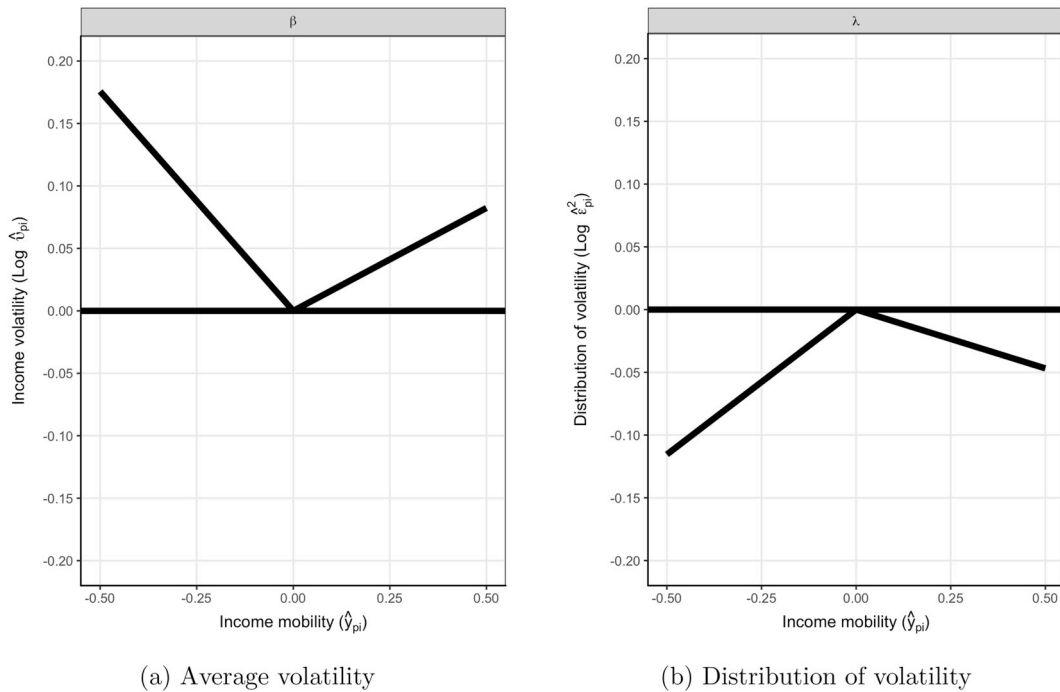 β
0.20
0.15
0.10
0.05
0.00
-0.05
-0.10
-0.15
-0.20
Income volatility (Log υ̂pi)
-0.50 -0.25 0.00 0.25 0.50
Income mobility (ŷpi)
(a) Average volatility
λ
0.20
0.15
0.10
0.05
0.00
-0.05
-0.10
-0.15
-0.20
Distribution of volatility (Log ε̂²pi)
-0.50 -0.25 0.00 0.25 0.50
Income mobility (ŷpi)
(b) Distribution of volatility